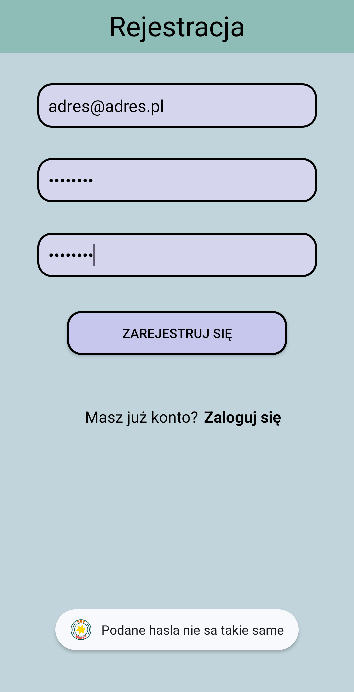 Rejestracja
adres@adres.pl
••••••••
••••••••
ZAREJESTRUJ SIĘ
Masz już konto? Zaloguj się
Podane hasla nie sa takie same